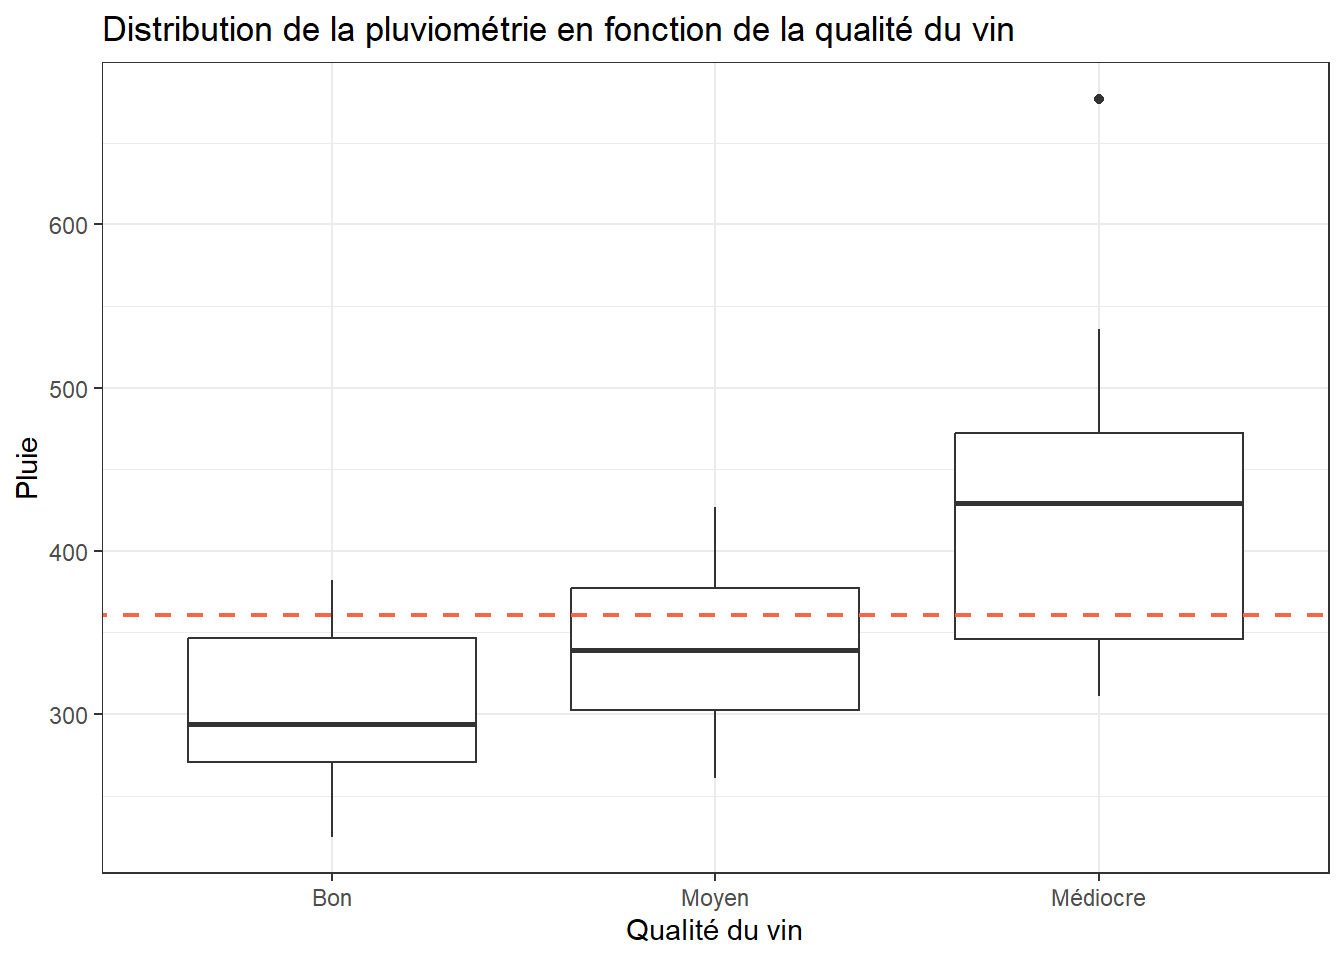 Distribution de la pluviométrie en fonction de la qualité du vin
600
500
400
300
Pluie
Bon
Moyen
Médiocre
Qualité du vin